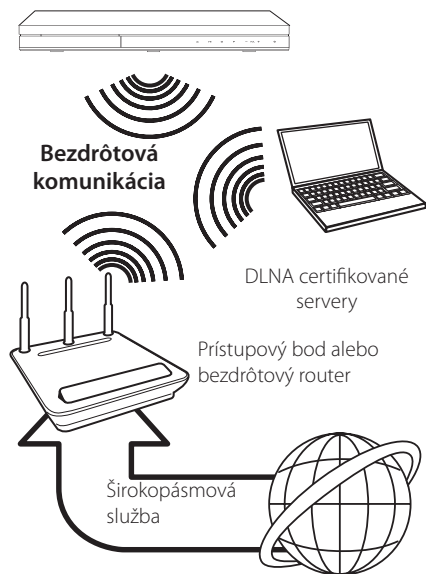 Bezdrôtová
komunikácia
DLNA certifikované
servery
Prístupový bod alebo
bezdrôtový router
Širokopásmová
služba